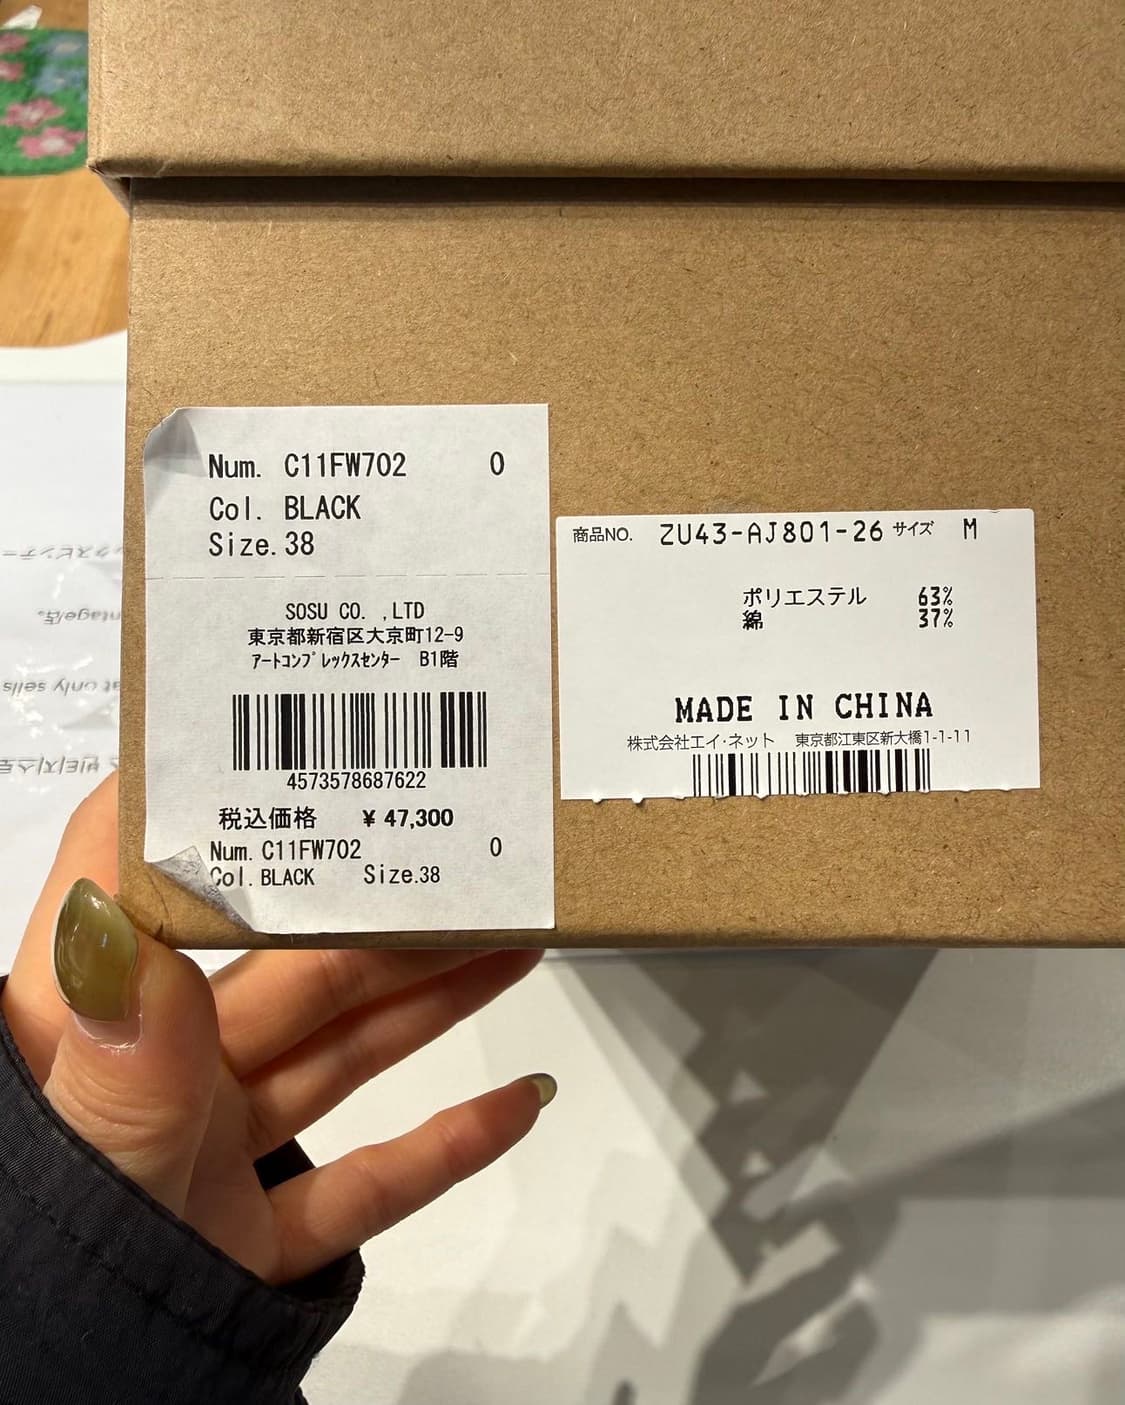 Num. C11FW702 0
Col. BLACK
Size.38
SOSU CO. ,LTD
東京都新宿区大京町12-9
アートコンプレックスセンター B1階
4573578687622
税込価格 ¥ 47,300
Num. C11FW702 0
Col. BLACK Size.38
商品NO. ZU43-AJ801-26 サイズ M
ポリエステル 63%
綿 37%
MADE IN CHINA
株式会社エイ·ネット 東京都江東区新大橋1-1-11
at only sells